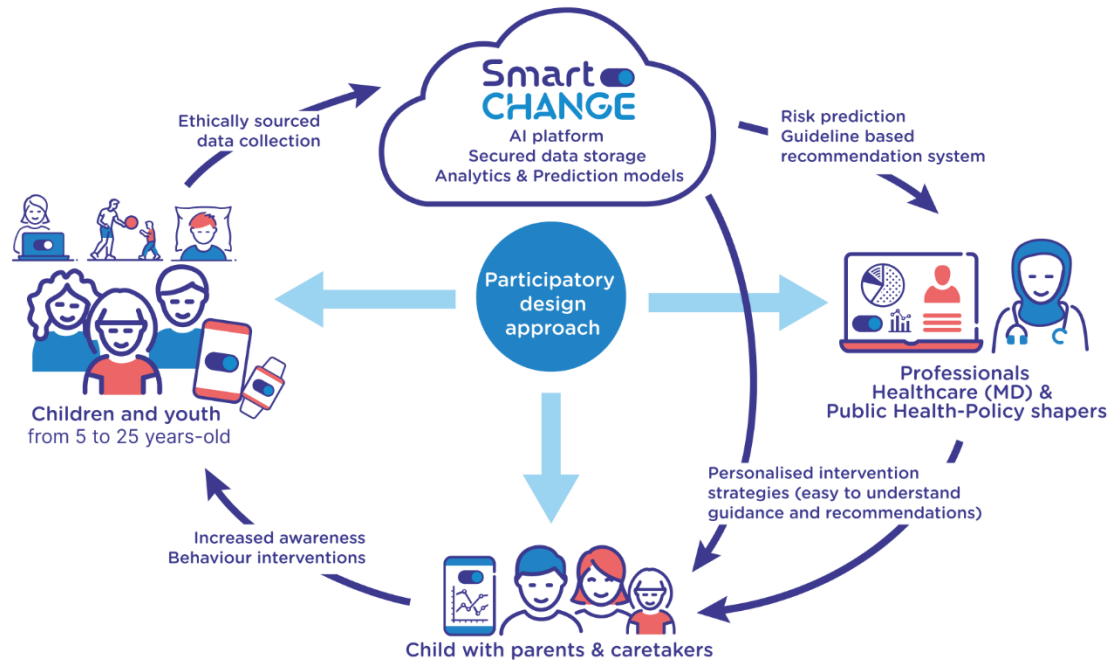 Smart
CHANGE
AI platform
Secured data storage
Analytics & Prediction models
Ethically sourced
data collection
Risk prediction
Guideline based
recommendation system
Participatory
design
approach
Children and youth
from 5 to 25 years-old
Professionals
Healthcare (MD) &
Public Health-Policy shapers
Personalised intervention
strategies (easy to understand
guidance and recommendations)
Increased awareness
Behaviour interventions
Child with parents & caretakers